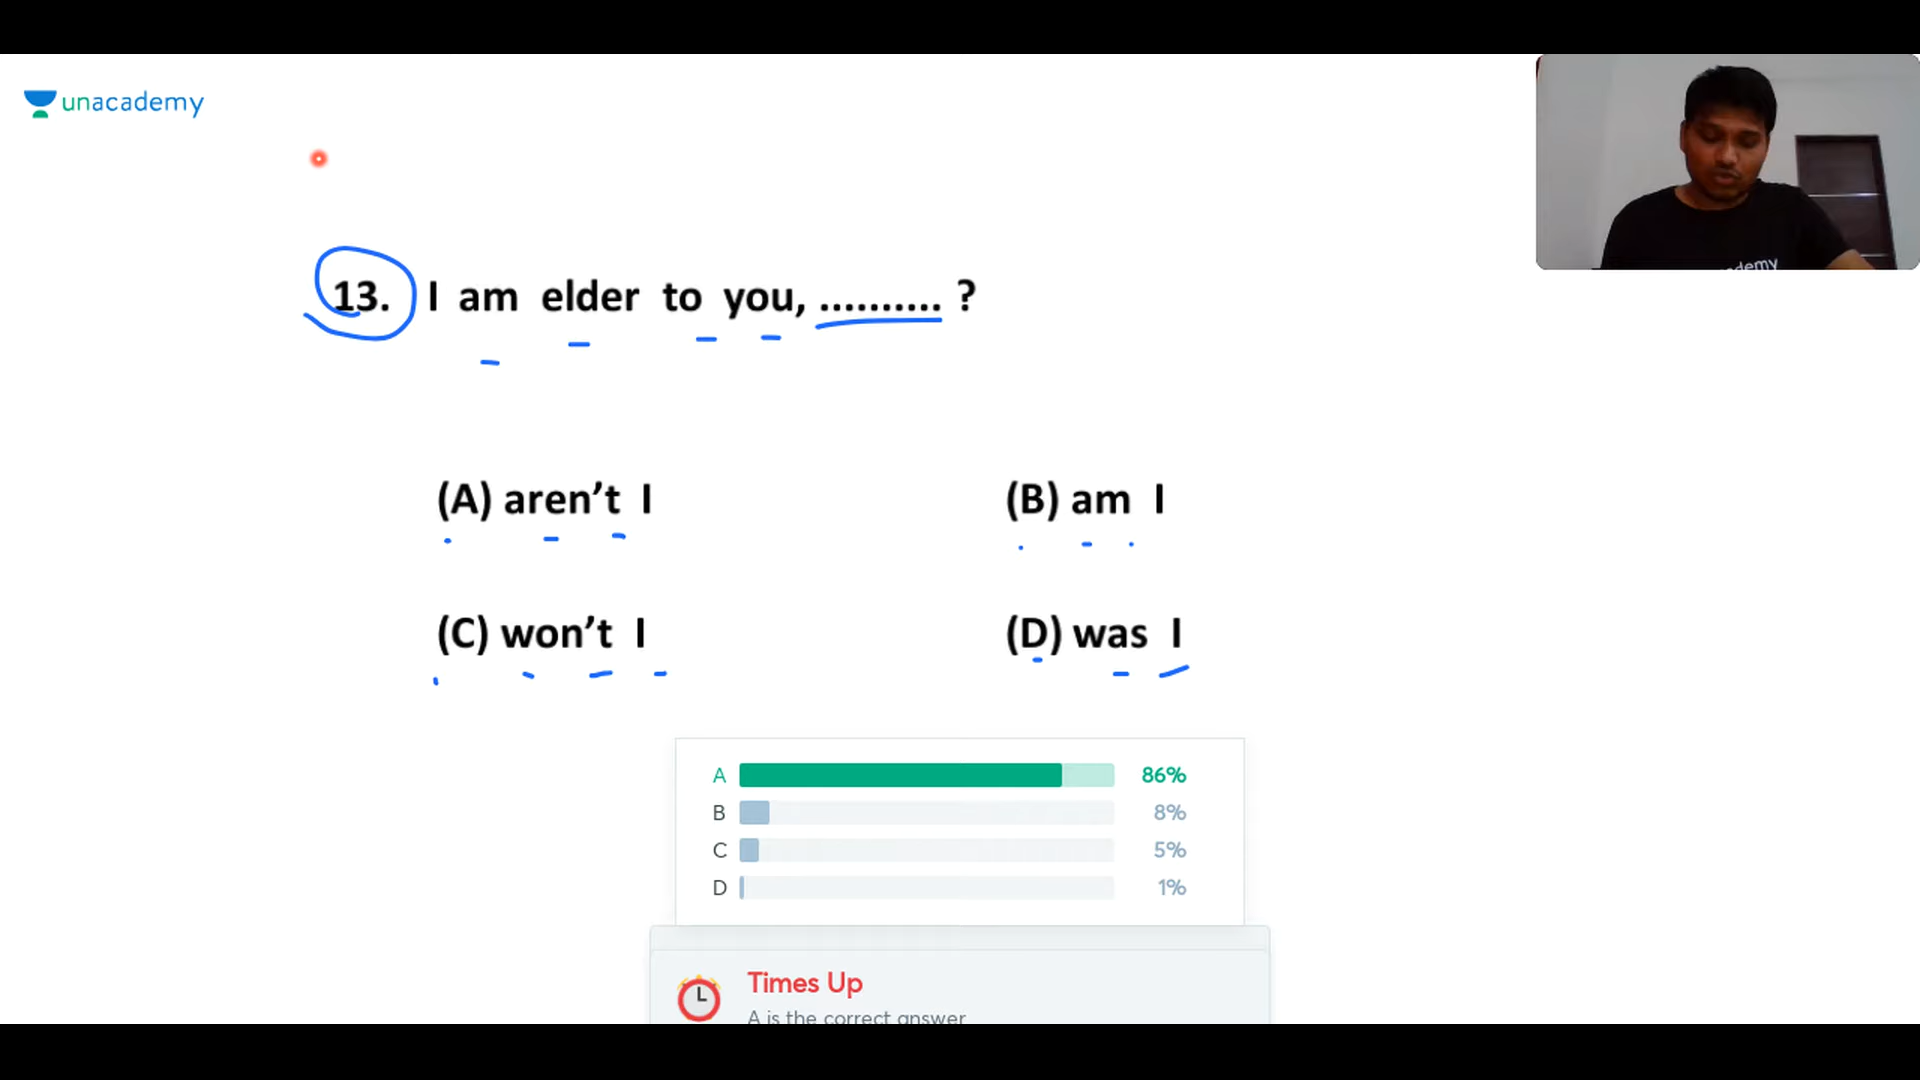 unacademy
13. I am elder to you, .......... ?
(A) aren't I
(B) am I
(C) won't I
(D) was I
A 86%
B 8%
C 5%
D 1%
Times Up
A is the correct answer